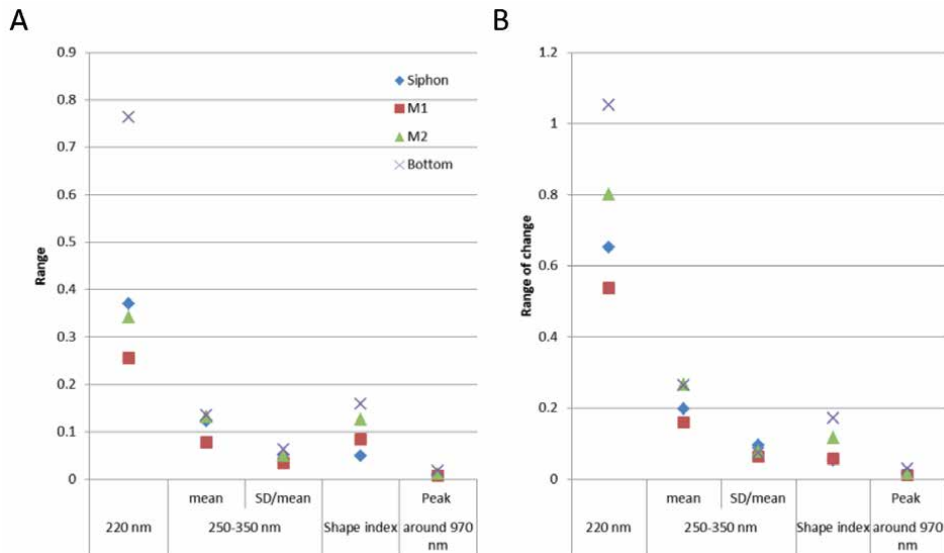 A
B
0.9
0.8
0.7
0.6
0.5
0.4
0.3
0.2
0.1
0
Range
Siphon
M1
M2
Bottom
mean
SD/mean
Peak
220 nm
250-350 nm
Shape index
around 970
nm
1.2
1
0.8
0.6
0.4
0.2
0
Range of change
mean
SD/mean
Peak
220 nm
250-350 nm
Shape index
around 970
nm